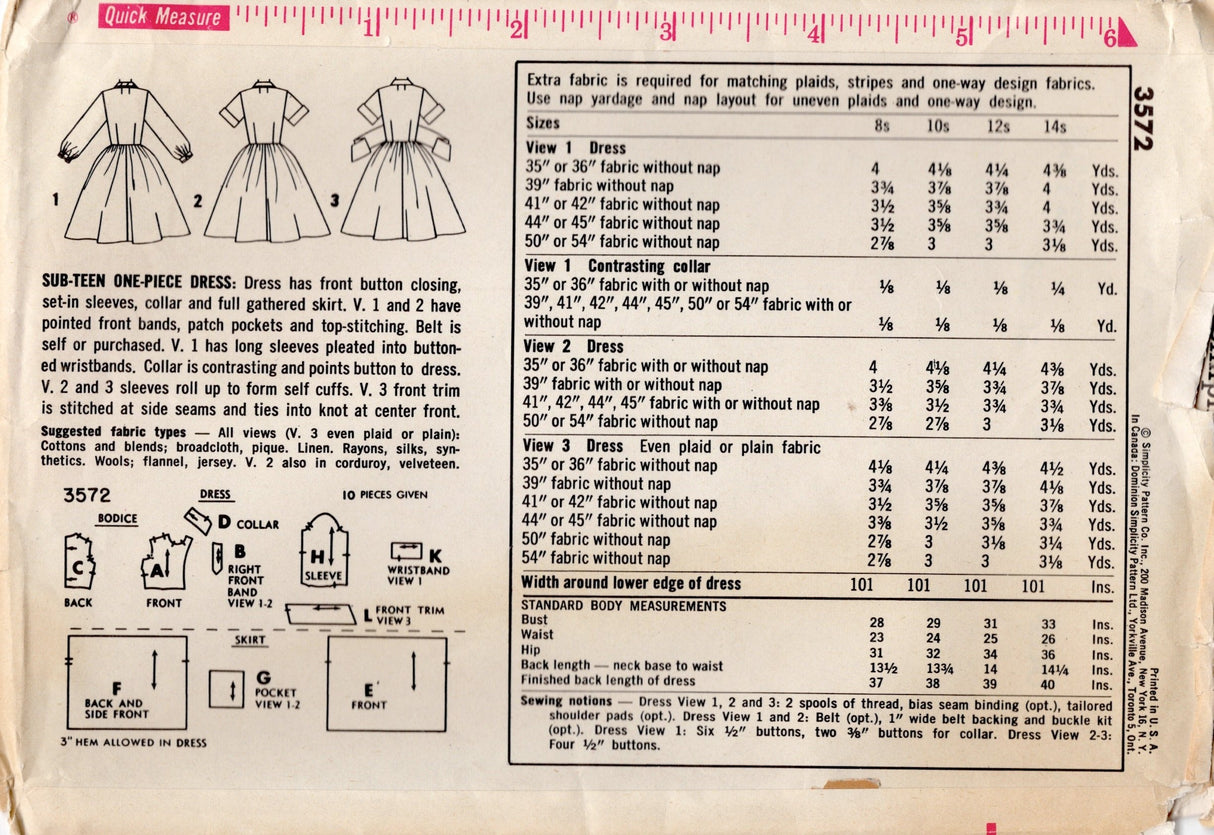 ® Quick Measure 1 2 3 4 5 6
1 2 3
SUB-TEEN ONE-PIECE DRESS: Dress has front button closing,
set-in sleeves, collar and full gathered skirt. V. 1 and 2 have
pointed front bands, patch pockets and top-stitching. Belt is
self or purchased. V. 1 has long sleeves pleated into button-
ed wristbands. Collar is contrasting and points button to dress.
V. 2 and 3 sleeves roll up to form self cuffs. V. 3 front trim
is stitched at side seams and ties into knot at center front.
Suggested fabric types — All views (V. 3 even plaid or plain):
Cottons and blends; broadcloth, pique. Linen. Rayons, silks, syn-
thetics. Wools; flannel, jersey. V. 2 also in corduroy, velveteen.
3572 DRESS 10 PIECES GIVEN
BODICE
C
BACK
A
FRONT
D COLLAR
B
RIGHT
FRONT
BAND
VIEW 1-2
H
SLEEVE
K
WRISTBAND
VIEW 1
L FRONT TRIM
VIEW 3
SKIRT
F
BACK AND
SIDE FRONT
G
POCKET
VIEW 1-2
E
FRONT
3" HEM ALLOWED IN DRESS
Extra fabric is required for matching plaids, stripes and one-way design fabrics.
Use nap yardage and nap layout for uneven plaids and one-way design.
Sizes 8s 10s 12s 14s
View 1 Dress
35" or 36" fabric without nap 4 4⅛ 4¼ 4⅜ Yds.
39" fabric without nap 3¾ 3⅞ 3⅞ 4 Yds.
41" or 42" fabric without nap 3½ 3⅝ 3¾ 4 Yds.
44" or 45" fabric without nap 3½ 3⅝ 3⅝ 3¾ Yds.
50" or 54" fabric without nap 2⅞ 3 3 3⅛ Yds.
View 1 Contrasting collar
35" or 36" fabric with or without nap ⅛ ⅛ ⅛ ¼ Yd.
39", 41", 42", 44", 45", 50" or 54" fabric with or
without nap ⅛ ⅛ ⅛ ⅛ Yd.
View 2 Dress
35" or 36" fabric with or without nap 4 4⅛ 4¼ 4⅜ Yds.
39" fabric with or without nap 3½ 3⅝ 3¾ 3⅞ Yds.
41", 42", 44", 45" fabric with or without nap 3⅜ 3½ 3¾ 3¾ Yds.
50" or 54" fabric without nap 2⅞ 2⅞ 3 3⅛ Yds.
View 3 Dress Even plaid or plain fabric
35" or 36" fabric without nap 4⅛ 4¼ 4⅜ 4½ Yds.
39" fabric without nap 3¾ 3⅞ 3⅞ 4⅛ Yds.
41" or 42" fabric without nap 3½ 3⅝ 3⅝ 3⅞ Yds.
44" or 45" fabric without nap 3⅜ 3½ 3⅝ 3¾ Yds.
50" fabric without nap 2⅞ 3 3⅛ 3¼ Yds.
54" fabric without nap 2⅞ 3 3 3⅛ Yds.
Width around lower edge of dress 101 101 101 101 Ins.
STANDARD BODY MEASUREMENTS
Bust 28 29 31 33 Ins.
Waist 23 24 25 26 Ins.
Hip 31 32 34 36 Ins.
Back length — neck base to waist 13½ 13¾ 14 14¼ Ins.
Finished back length of dress 37 38 39 40 Ins.
Sewing notions — Dress View 1, 2 and 3: 2 spools of thread, bias seam binding (opt.), tailored
shoulder pads (opt.). Dress View 1 and 2: Belt (opt.), 1" wide belt backing and buckle kit
(opt.). Dress View 1: Six ½" buttons, two ⅜" buttons for collar. Dress View 2-3:
Four ½" buttons.
3572
Printed in U. S. A.
© Simplicity Pattern Co. Inc., 200 Madison Avenue, New York 16, N. Y.
In Canada: Dominion Simplicity Pattern Ltd., Yorkville Ave., Toronto 5, Ont.